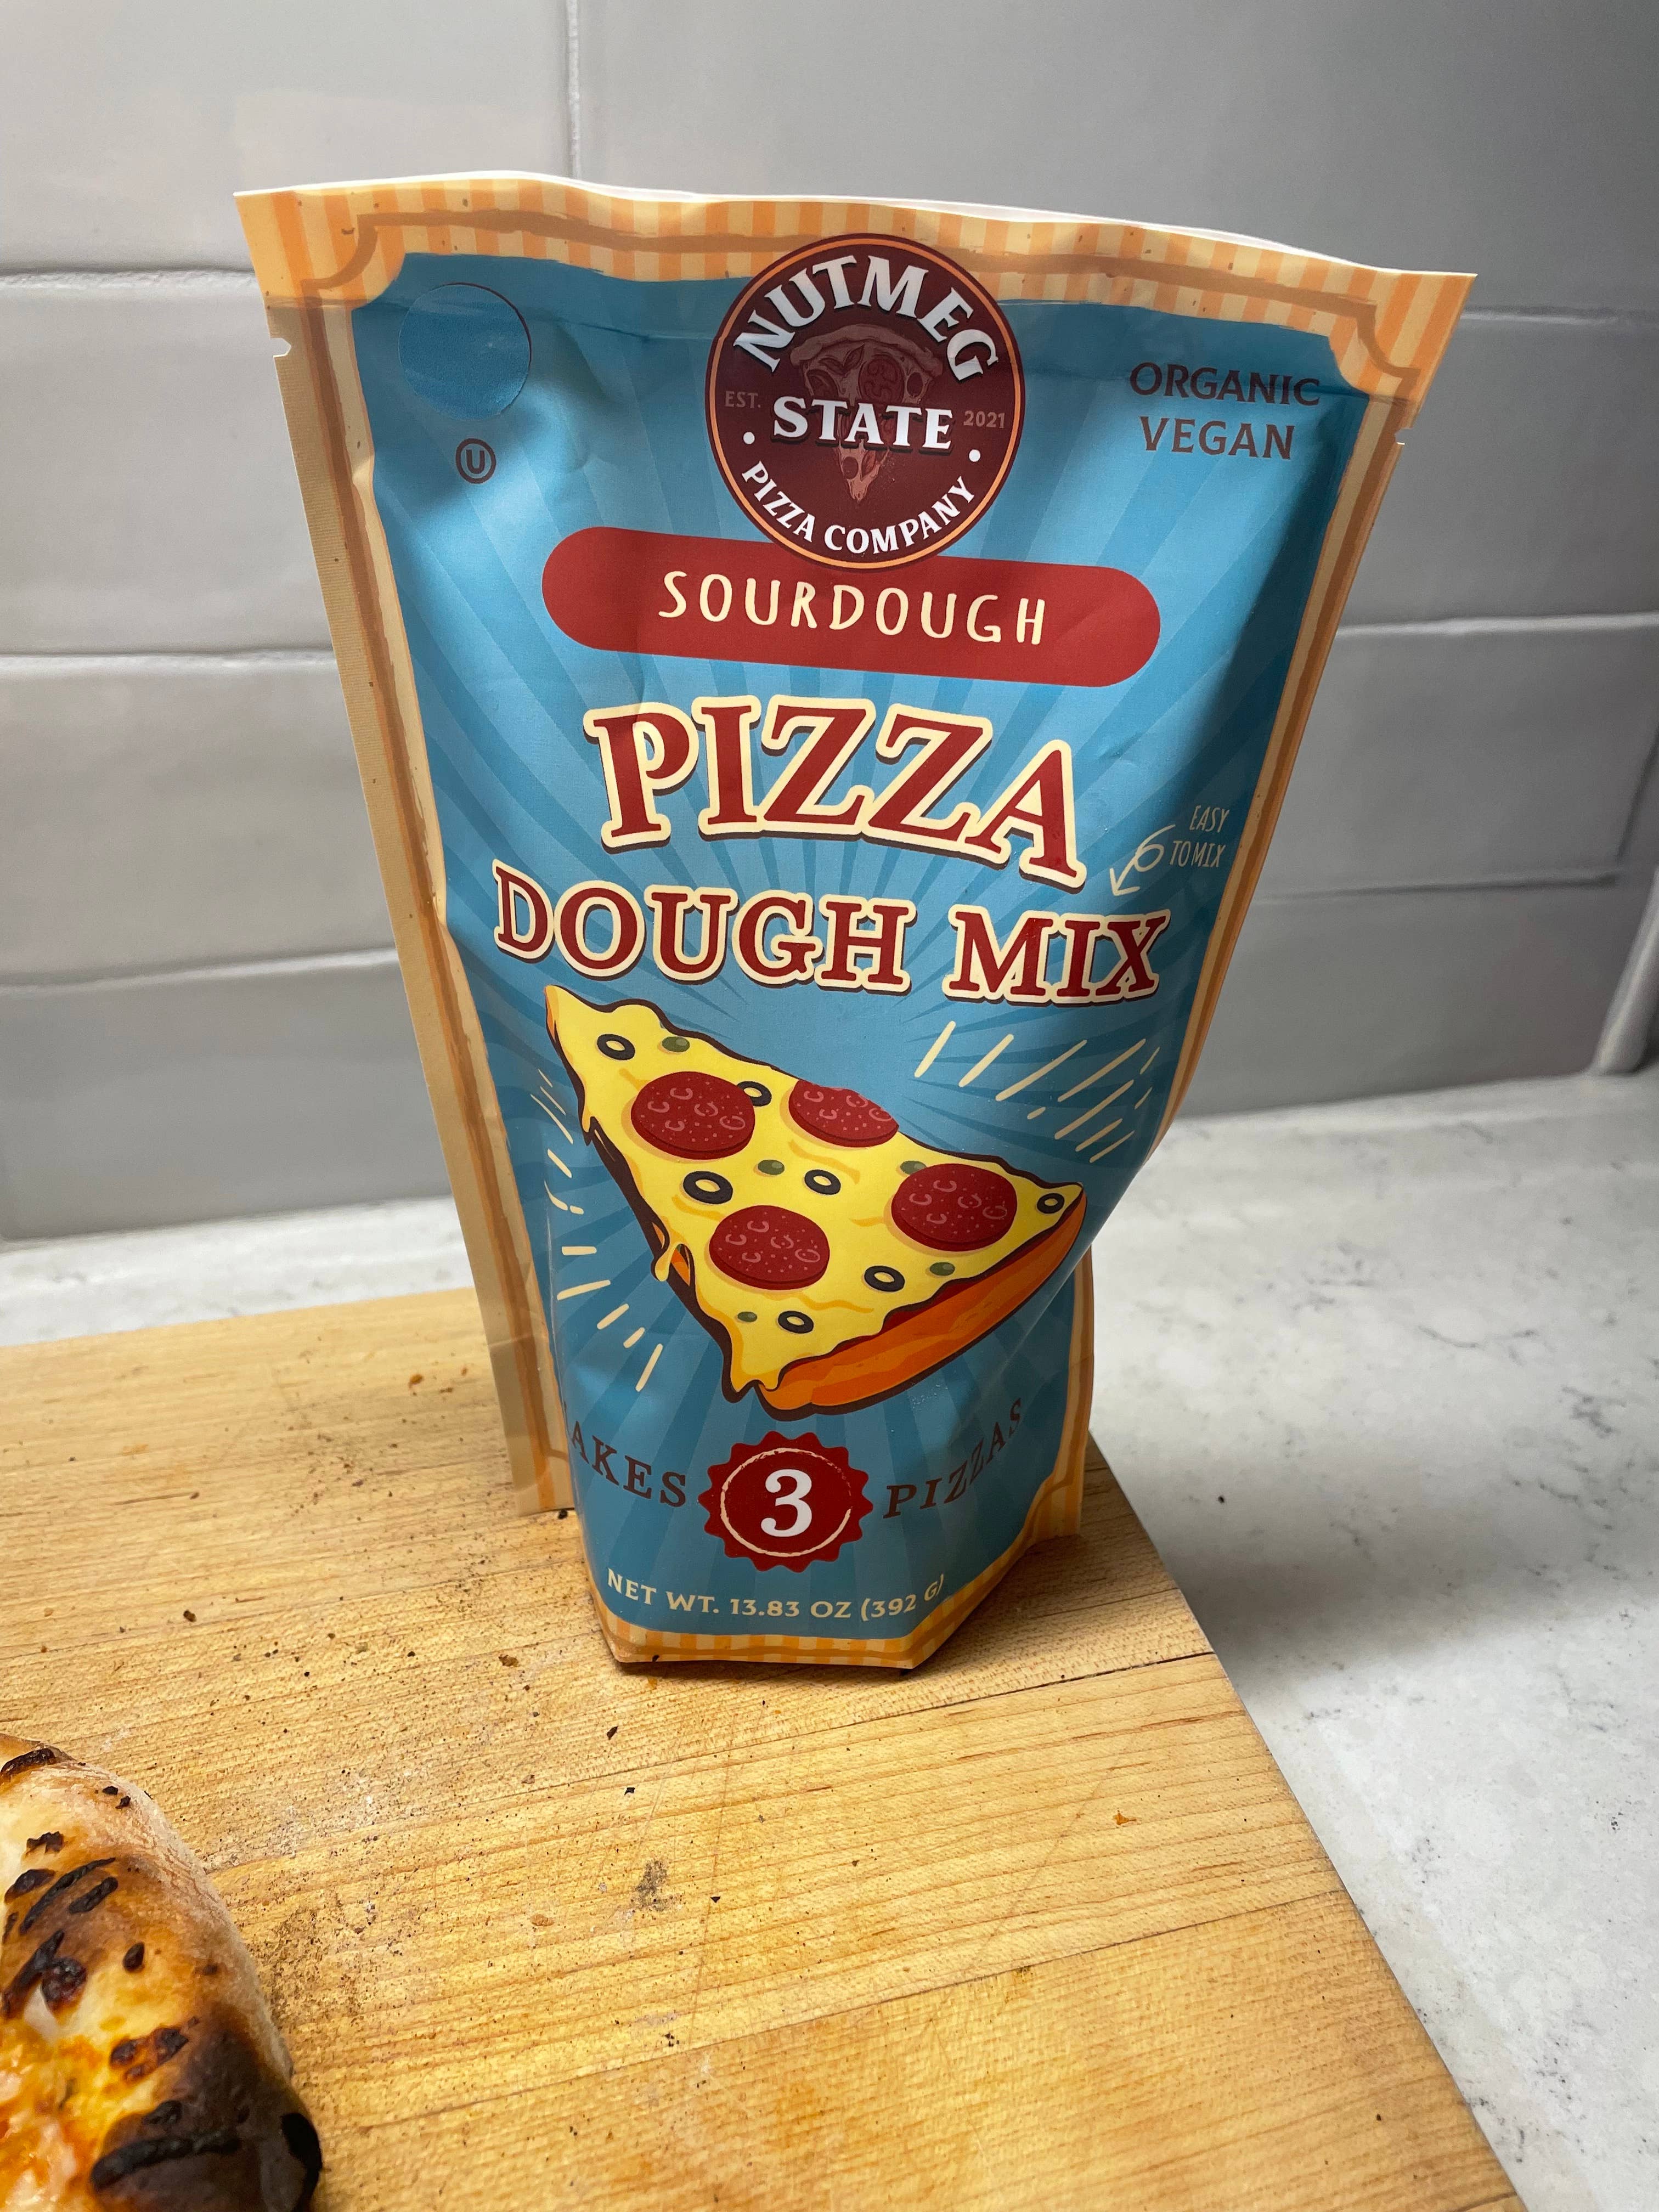 NUTMEG
EST. STATE 2021
PIZZA COMPANY
ORGANIC
VEGAN
U
SOURDOUGH
PIZZA
EASY
TO MIX
DOUGH MIX
AKES 3 PIZZAS
NET WT. 13.83 OZ (392 G)